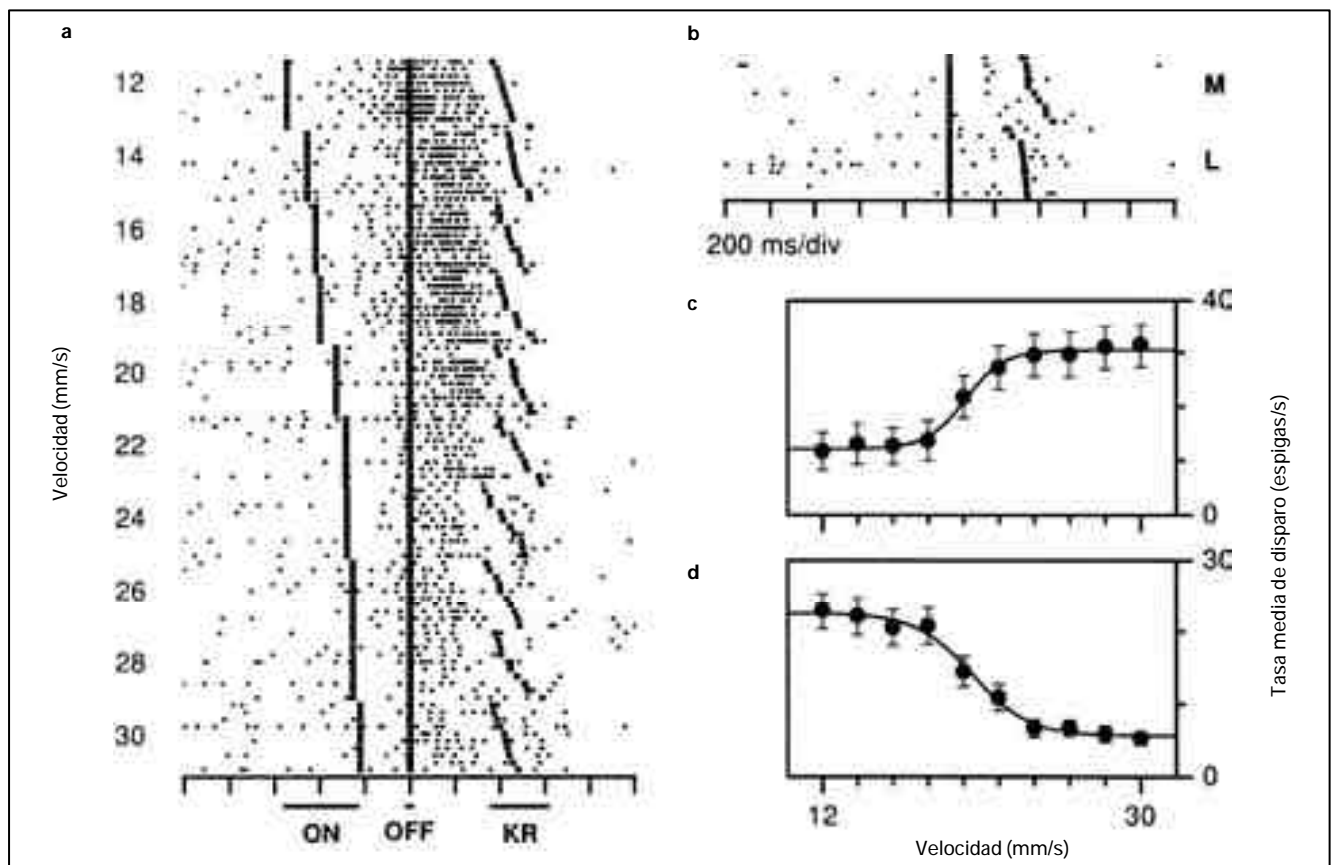 a
12
14
16
18
20
22
24
26
28
30
Velocidad (mm/s)
ON OFF KR
b
M
L
200 ms/div
c
40
0
d
30
0
12 30
Velocidad (mm/s)
Tasa media de disparo (espigas/s)